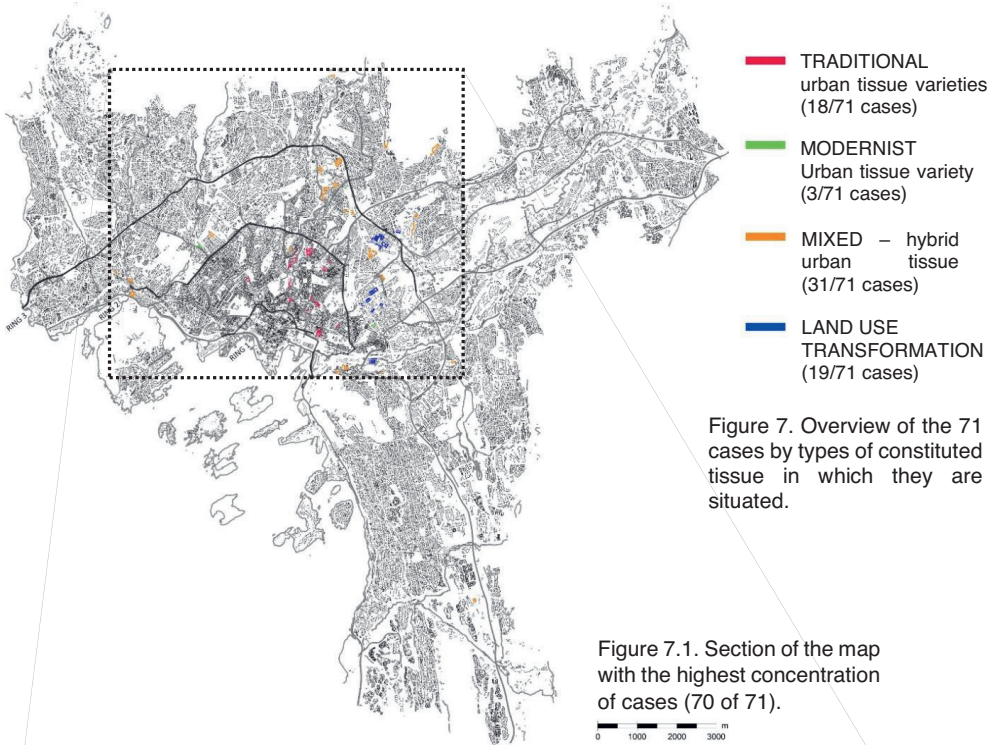 TRADITIONAL
urban tissue varieties
(18/71 cases)
MODERNIST
Urban tissue variety
(3/71 cases)
MIXED – hybrid
urban tissue
(31/71 cases)
LAND USE
TRANSFORMATION
(19/71 cases)
RING 3
RING 2
RING
Figure 7. Overview of the 71
cases by types of constituted
tissue in which they are
situated.
Figure 7.1. Section of the map
with the highest concentration
of cases (70 of 71).
m
0 1000 2000 3000